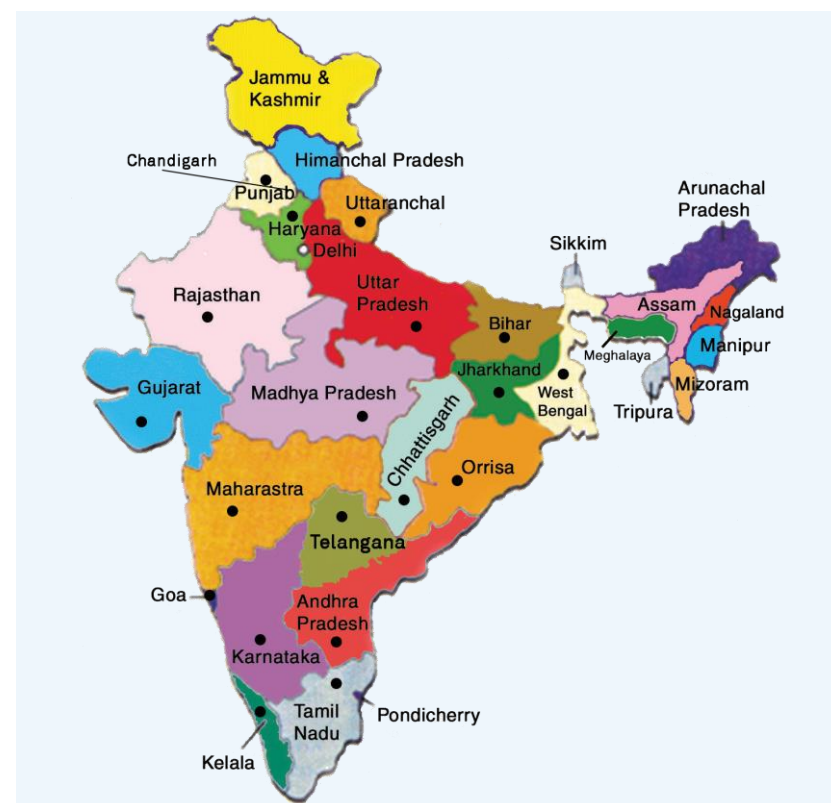 Jammu &
Kashmir
Himanchal Pradesh
Chandigarh
Punjab
Uttaranchal
Arunachal
Pradesh
Haryana
Delhi
Sikkim
Uttar
Pradesh
Rajasthan
Assam
Nagaland
Bihar
Meghalaya
Manipur
Jharkhand
Gujarat
Madhya Pradesh
West
Bengal
Mizoram
Tripura
Chhattisgarh
Orrisa
Maharastra
Telangana
Goa
Andhra
Pradesh
Karnataka
Tamil
Nadu
Pondicherry
Kelala